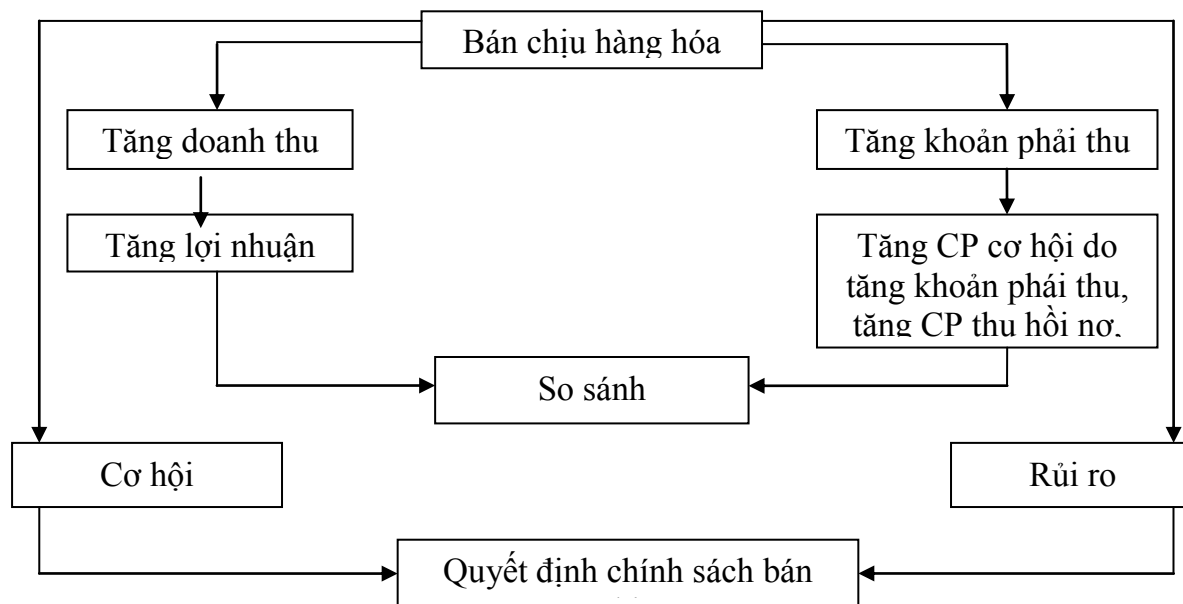 Bán chịu hàng hóa
Tăng doanh thu
Tăng khoản phải thu
Tăng lợi nhuận
Tăng CP cơ hội do
tăng khoản phái thu,
tăng CP thu hồi nợ,
So sánh
Cơ hội
Rủi ro
Quyết định chính sách bán